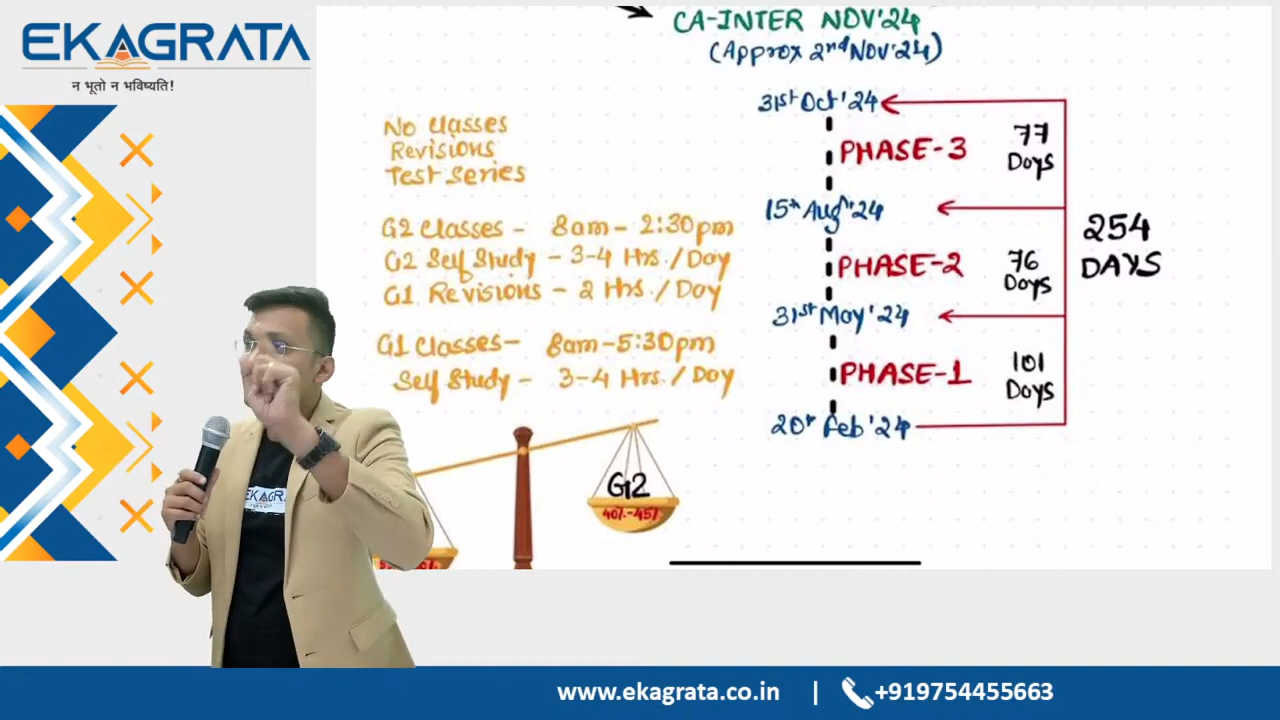 EKAGRATA
न भूतो न भविष्यति!
CA-INTER NOV'24
(Approx 2nd NOV'24)
31st Oct'24
No Classes
Revisions
Test Series
PHASE-3
77
Days
15th Aug'24
G2 Classes - 8am - 2:30pm
G2 Self Study - 3-4 Hrs./Day
G1 Revisions - 2 Hrs./Day
PHASE-2
76
Days
254
DAYS
31st May'24
G1 Classes- 8am-5:30pm
Self Study - 3-4 Hrs./Day
PHASE-1
101
Days
20th Feb'24
G2
40%-45%
EKAGRA
www.ekagrata.co.in | +919754455663